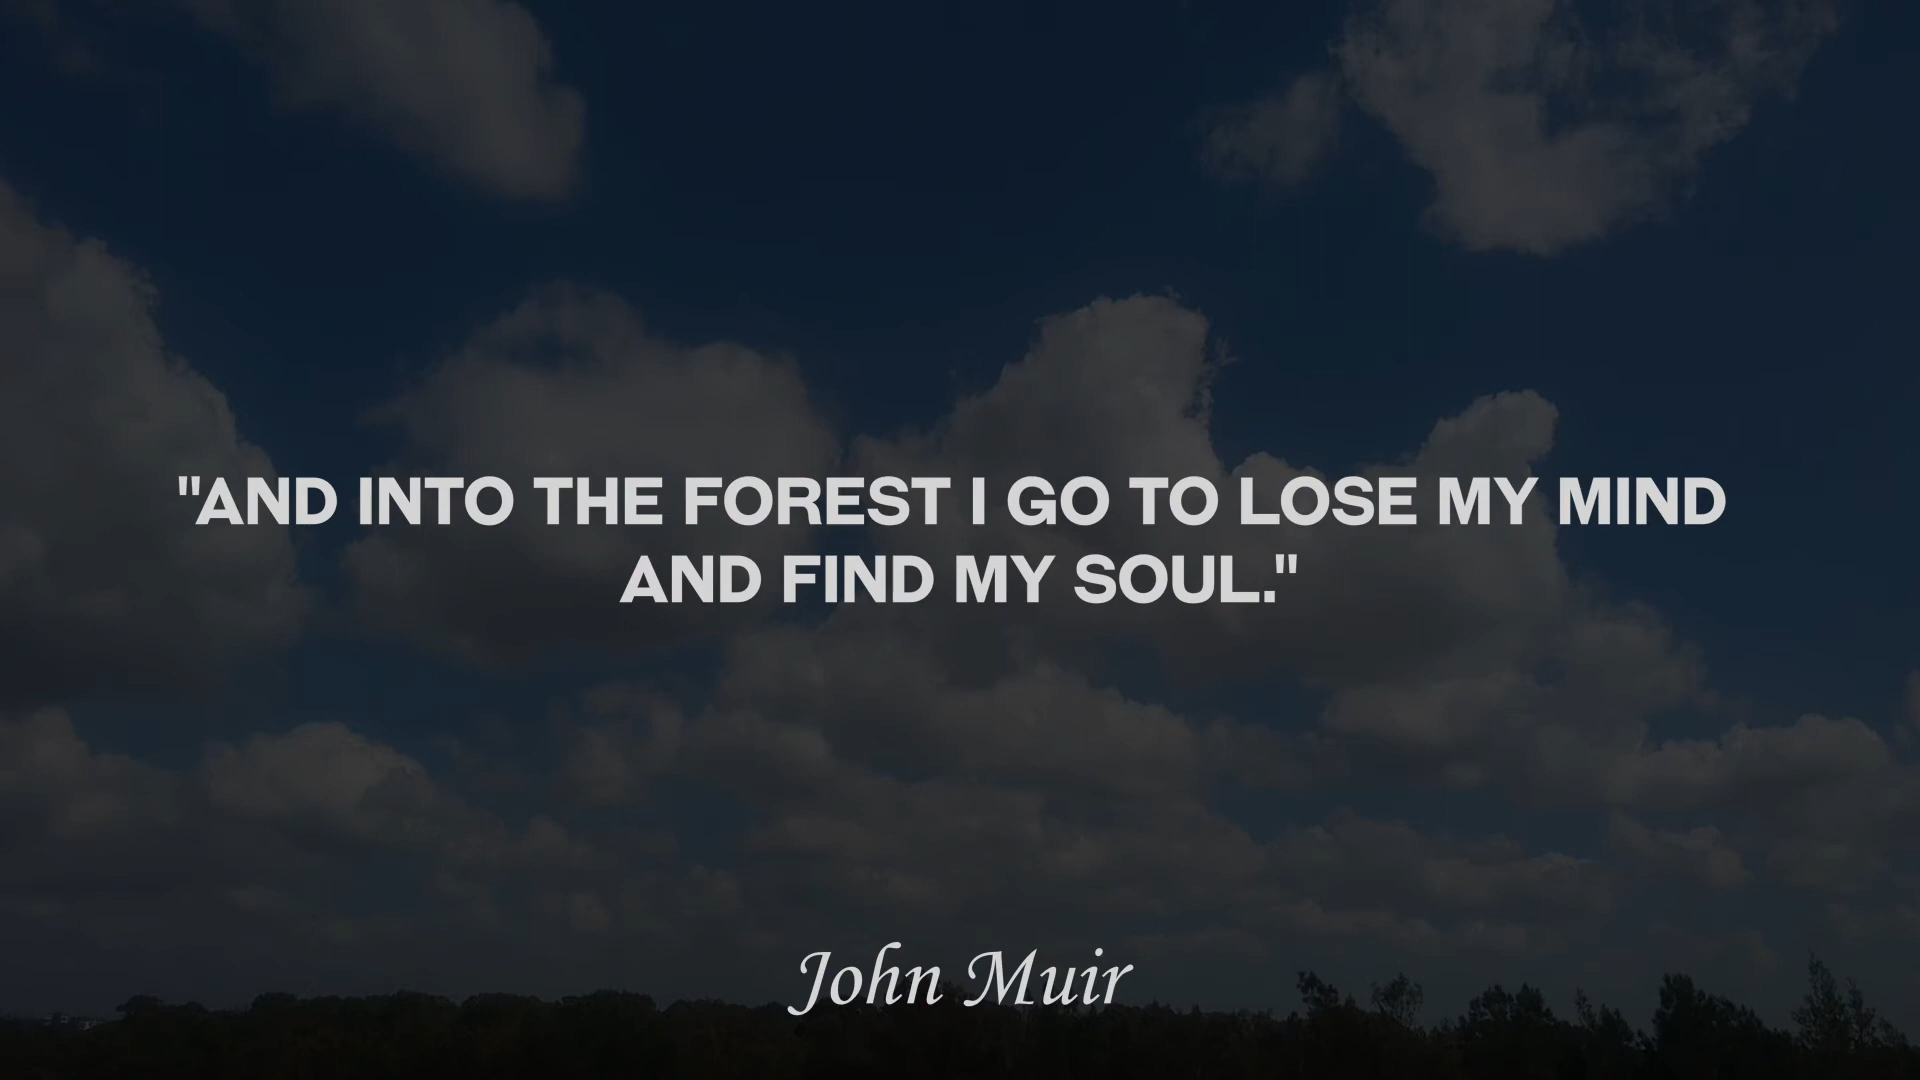 "AND INTO THE FOREST I GO TO LOSE MY MIND
AND FIND MY SOUL."
John Muir